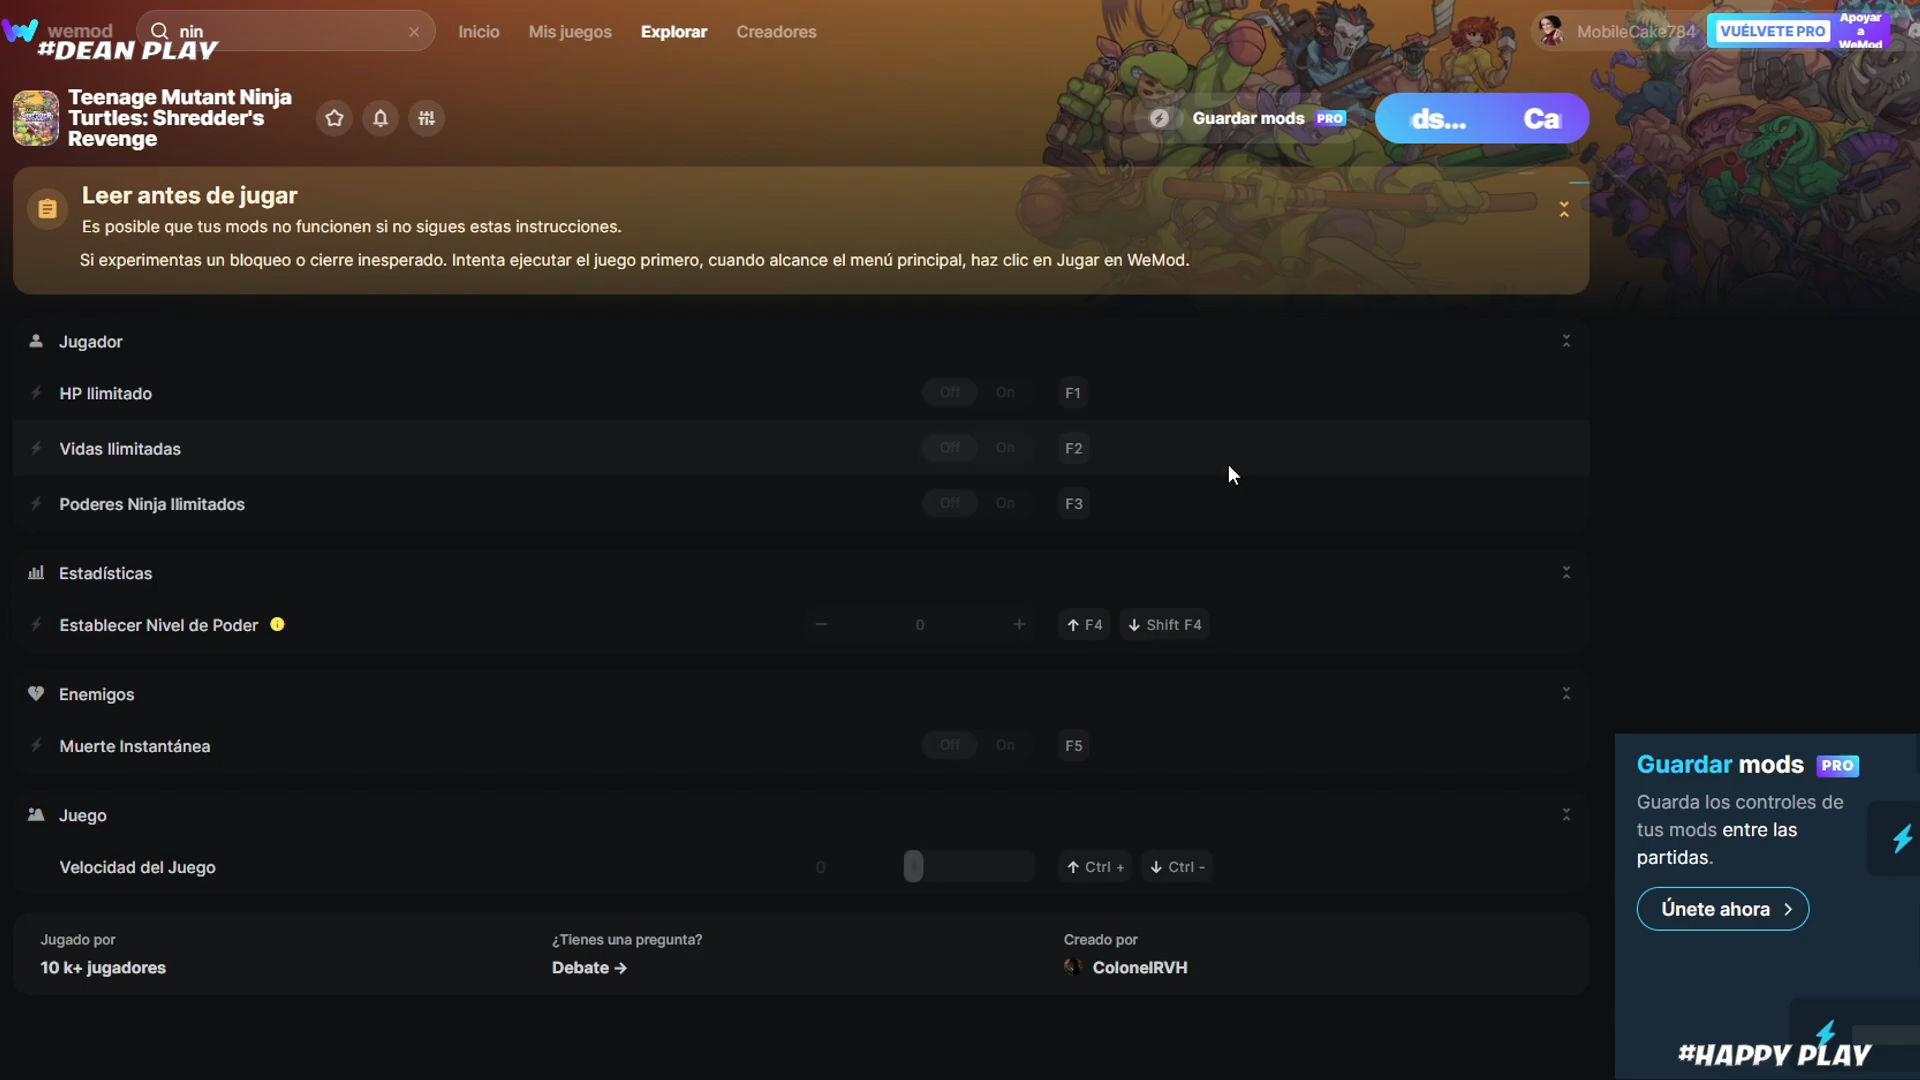 wemod
nin
Inicio
Mis juegos
Explorar
Creadores
MobileCake784
VUÉLVETE PRO
Apoyar
a
WeMod
#DEAN PLAY
Teenage Mutant Ninja
Turtles: Shredder's
Revenge
Guardar mods PRO
ds... Ca
Leer antes de jugar
Es posible que tus mods no funcionen si no sigues estas instrucciones.
Si experimentas un bloqueo o cierre inesperado. Intenta ejecutar el juego primero, cuando alcance el menú principal, haz clic en Jugar en WeMod.
Jugador
HP Ilimitado Off On F1
Vidas Ilimitadas Off On F2
Poderes Ninja Ilimitados Off On F3
Estadísticas
Establecer Nivel de Poder 0 ↑ F4 ↓ Shift F4
Enemigos
Muerte Instantánea Off On F5
Juego
Velocidad del Juego 0 ↑ Ctrl + ↓ Ctrl -
Jugado por
10 k+ jugadores
¿Tienes una pregunta?
Debate →
Creado por
ColonelRVH
Guardar mods PRO
Guarda los controles de
tus mods entre las
partidas.
Únete ahora >
#HAPPY PLAY